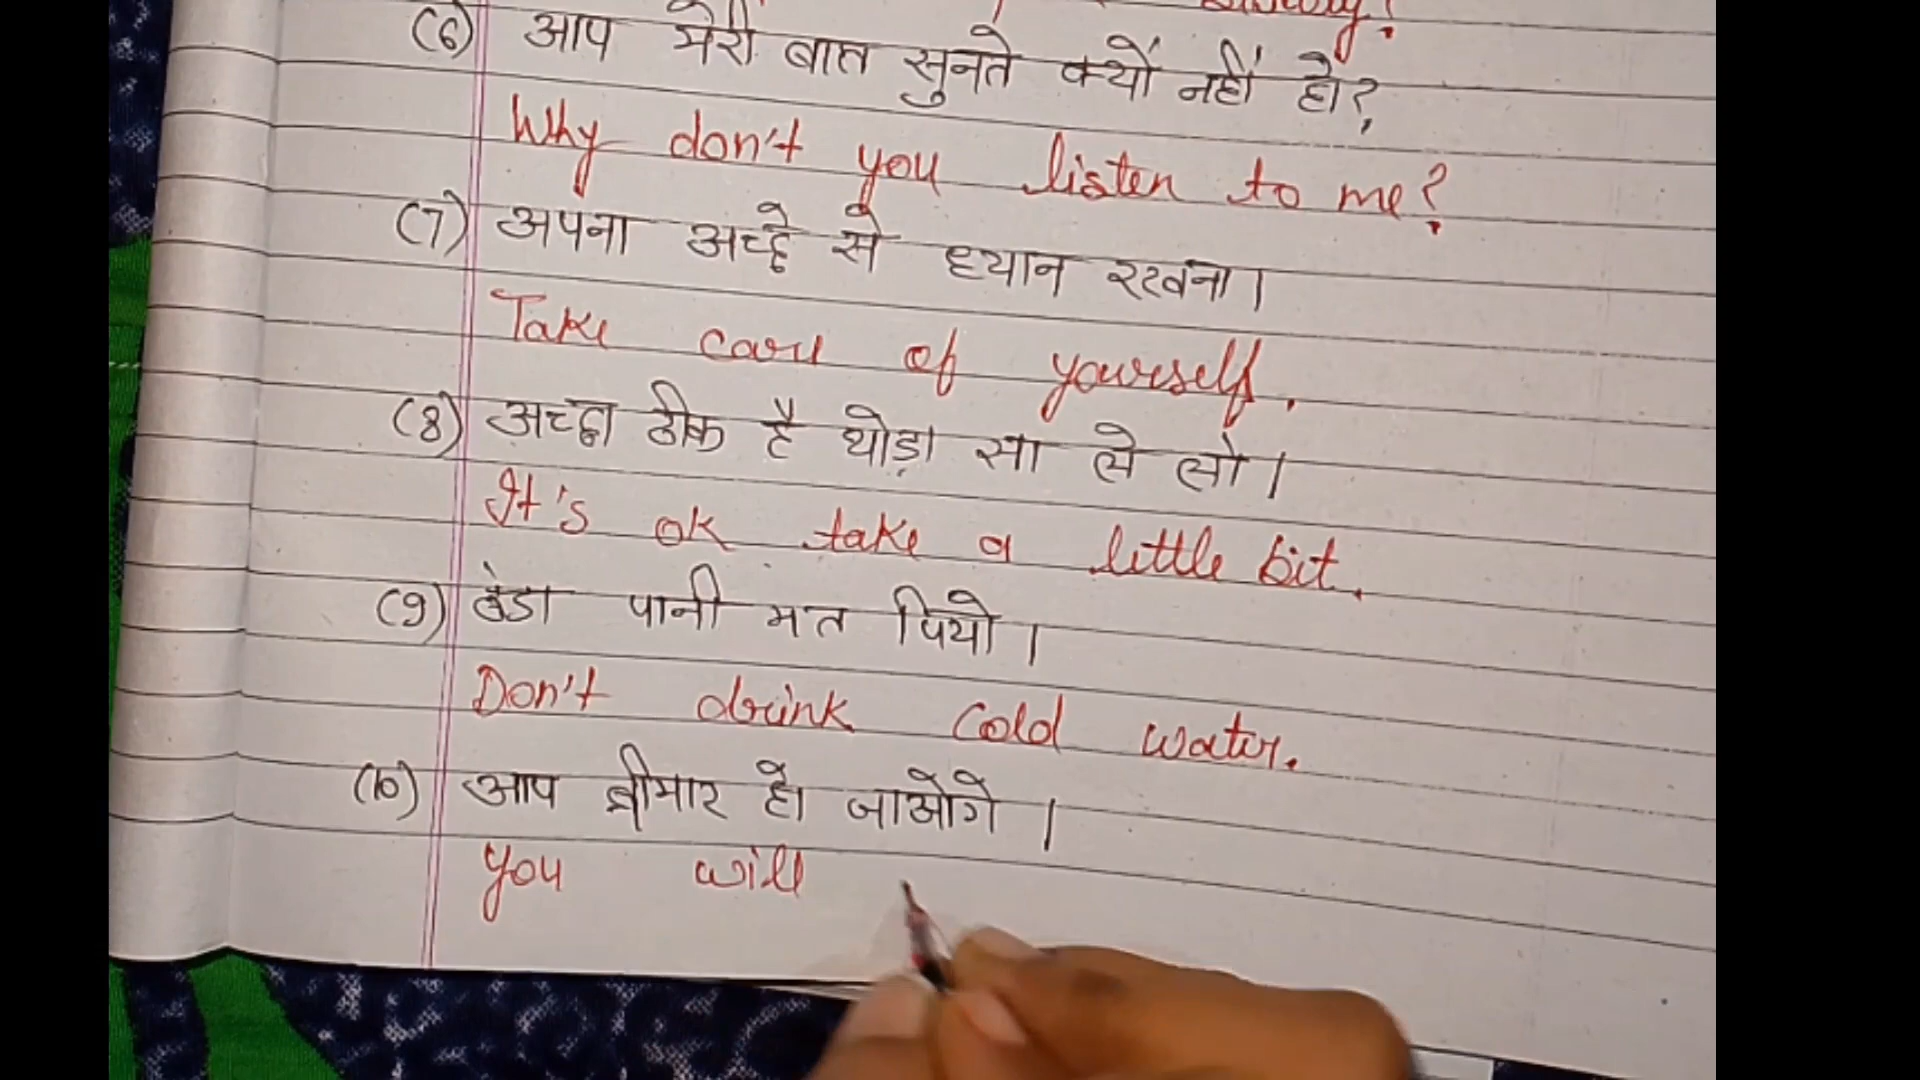 (6) आप मेरी बात सुनते क्यों नहीं हो?
Why don't you listen to me?
(7) अपना अच्छे से ध्यान रखना।
Take care of yourself.
(8) अच्छा ठीक है थोड़ा सा ले लो।
It's ok take a little bit.
(9) ठंडा पानी मत पियो।
Don't drink cold water.
(10) आप बीमार हो जाओगे।
you will